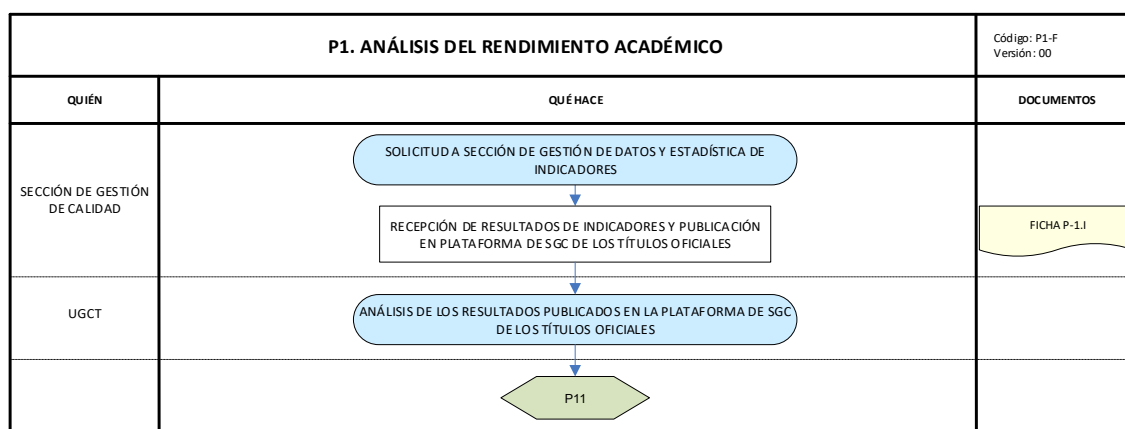 P1. ANÁLISIS DEL RENDIMIENTO ACADÉMICO
Código: P1-F
Versión: 00
QUIÉN
QUÉ HACE
DOCUMENTOS
SECCIÓN DE GESTIÓN
DE CALIDAD
SOLICITUD A SECCIÓN DE GESTIÓN DE DATOS Y ESTADÍSTICA DE
INDICADORES
RECEPCIÓN DE RESULTADOS DE INDICADORES Y PUBLICACIÓN
EN PLATAFORMA DE SGC DE LOS TÍTULOS OFICIALES
FICHA P-1.I
UGCT
ANÁLISIS DE LOS RESULTADOS PUBLICADOS EN LA PLATAFORMA DE SGC
DE LOS TÍTULOS OFICIALES
P11